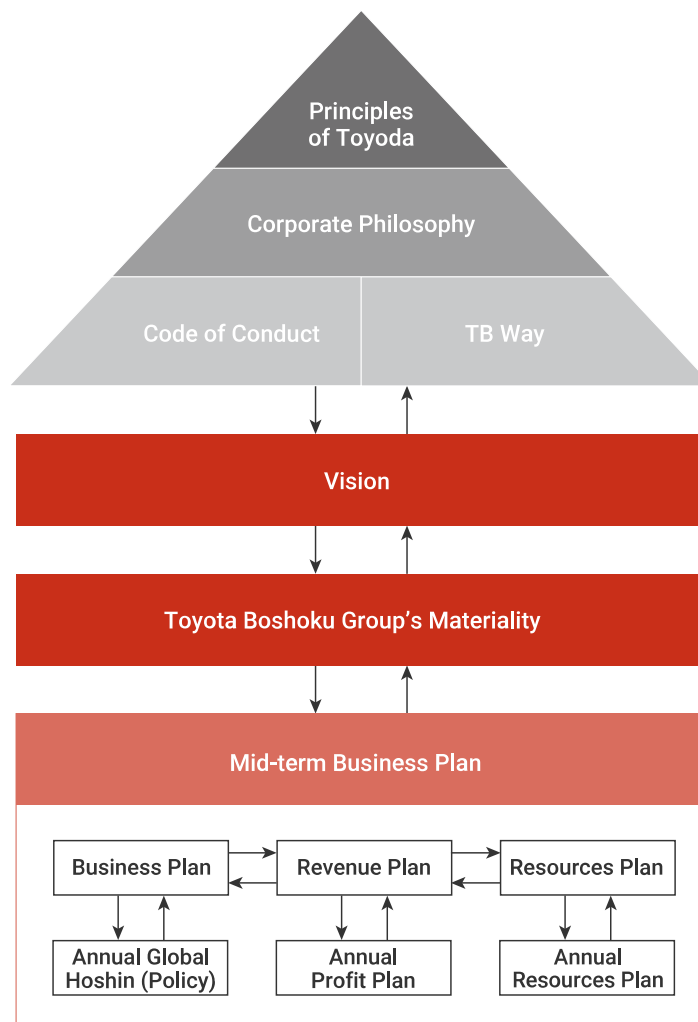 Principles
of Toyoda
Corporate Philosophy
Code of Conduct
TB Way
Vision
Toyota Boshoku Group’s Materiality
Mid-term Business Plan
Business Plan
Revenue Plan
Resources Plan
Annual Global
Hoshin (Policy)
Annual
Profit Plan
Annual
Resources Plan